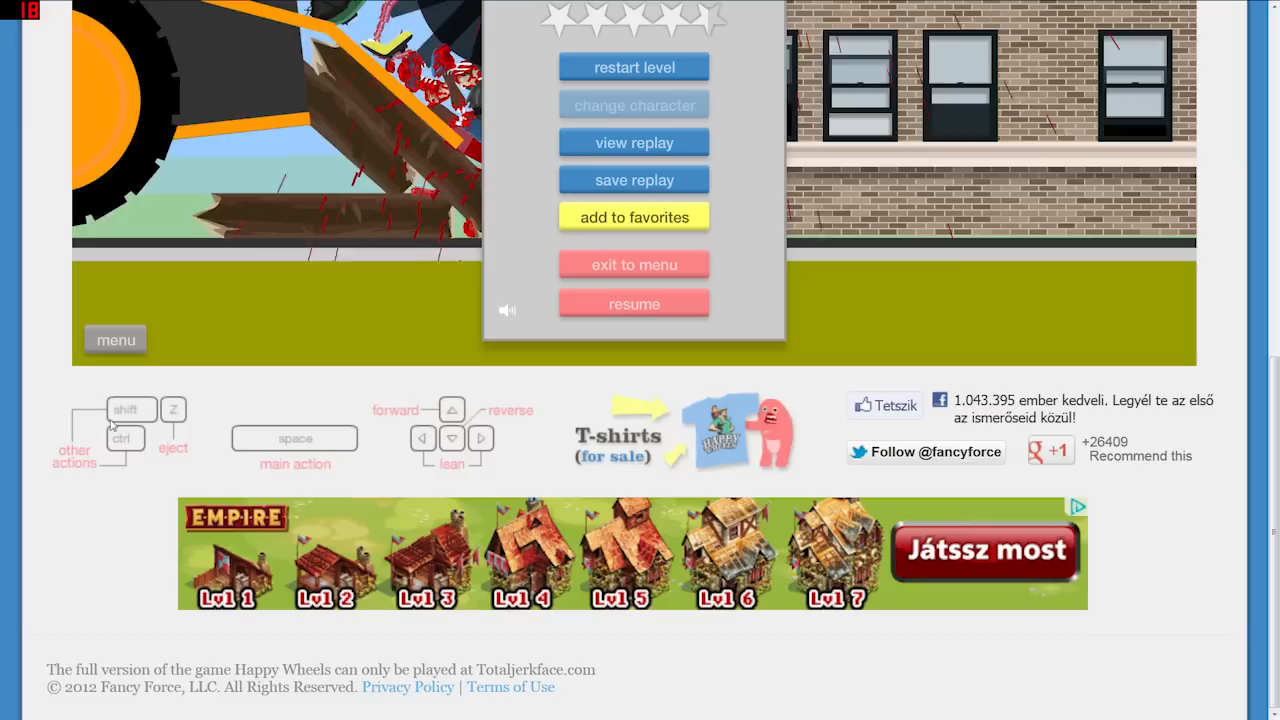 18
restart level
change character
view replay
save replay
add to favorites
exit to menu
resume
menu
shift
Z
ctrl
other
actions
eject
space
main action
forward
reverse
lean
T-shirts
(for sale)
HAPPY
WHEELS
Tetszik
1.043.395 ember kedveli. Legyél te az első
az ismerőseid közül!
Follow @fancyforce
+1
+26409
Recommend this
EMPIRE
Lvl 1
Lvl 2
Lvl 3
Lvl 4
Lvl 5
Lvl 6
Lvl 7
Játssz most
The full version of the game Happy Wheels can only be played at Totaljerkface.com
© 2012 Fancy Force, LLC. All Rights Reserved. Privacy Policy | Terms of Use